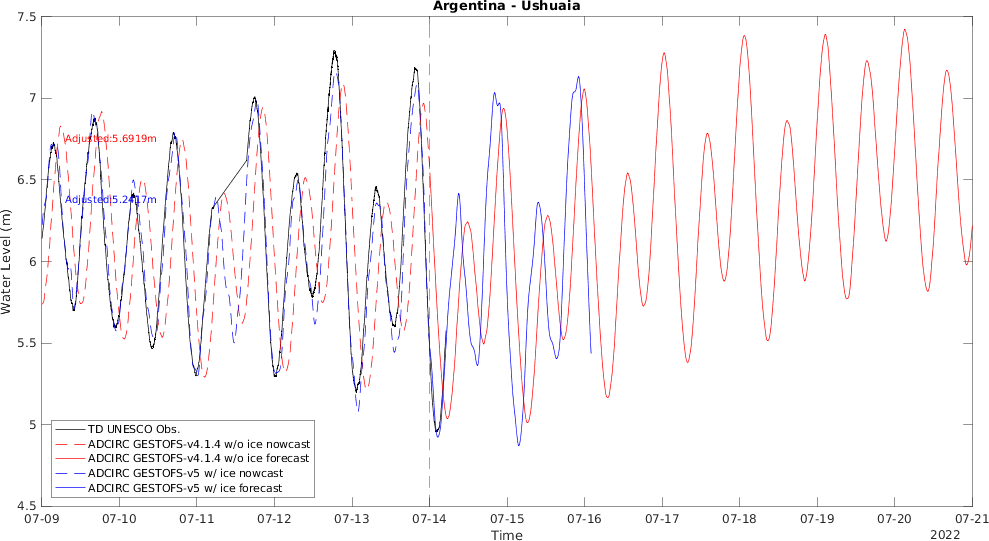 Argentina - Ushuaia
7.5
7
6.5
6
5.5
5
4.5
Water Level (m)
Adjusted:5.6919m
Adjusted:5.2417m
TD UNESCO Obs.
ADCIRC GESTOFS-v4.1.4 w/o ice nowcast
ADCIRC GESTOFS-v4.1.4 w/o ice forecast
ADCIRC GESTOFS-v5 w/ ice nowcast
ADCIRC GESTOFS-v5 w/ ice forecast
07-09 07-10 07-11 07-12 07-13 07-14 07-15 07-16 07-17 07-18 07-19 07-20 07-21
Time
2022